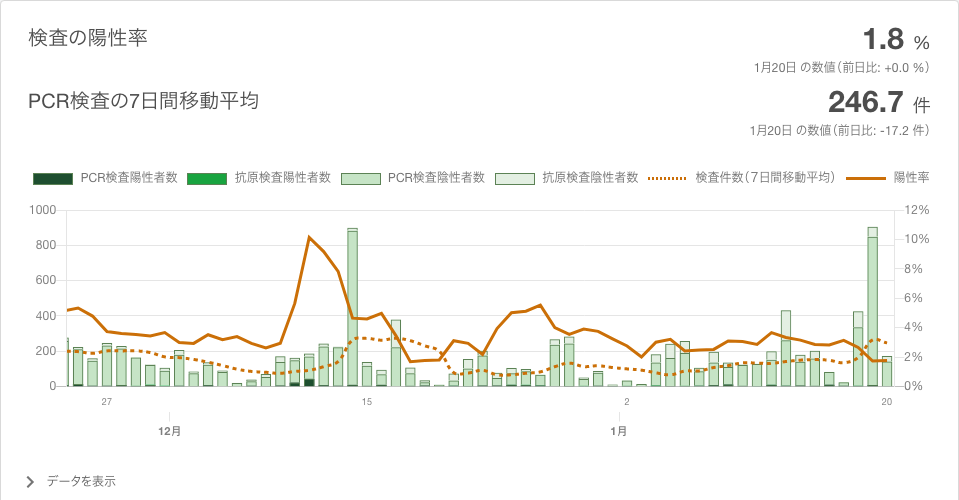 検査の陽性率
1.8 %
1月20日 の数値（前日比: +0.0 %）
PCR検査の7日間移動平均
246.7 件
1月20日 の数値（前日比: -17.2 件）
PCR検査陽性者数 抗原検査陽性者数 PCR検査陰性者数 抗原検査陰性者数 検査件数（7日間移動平均） 陽性率
1000 12%
10%
800
8%
600
6%
400
4%
200
2%
0 0%
27 15 2 20
12月 1月
データを表示